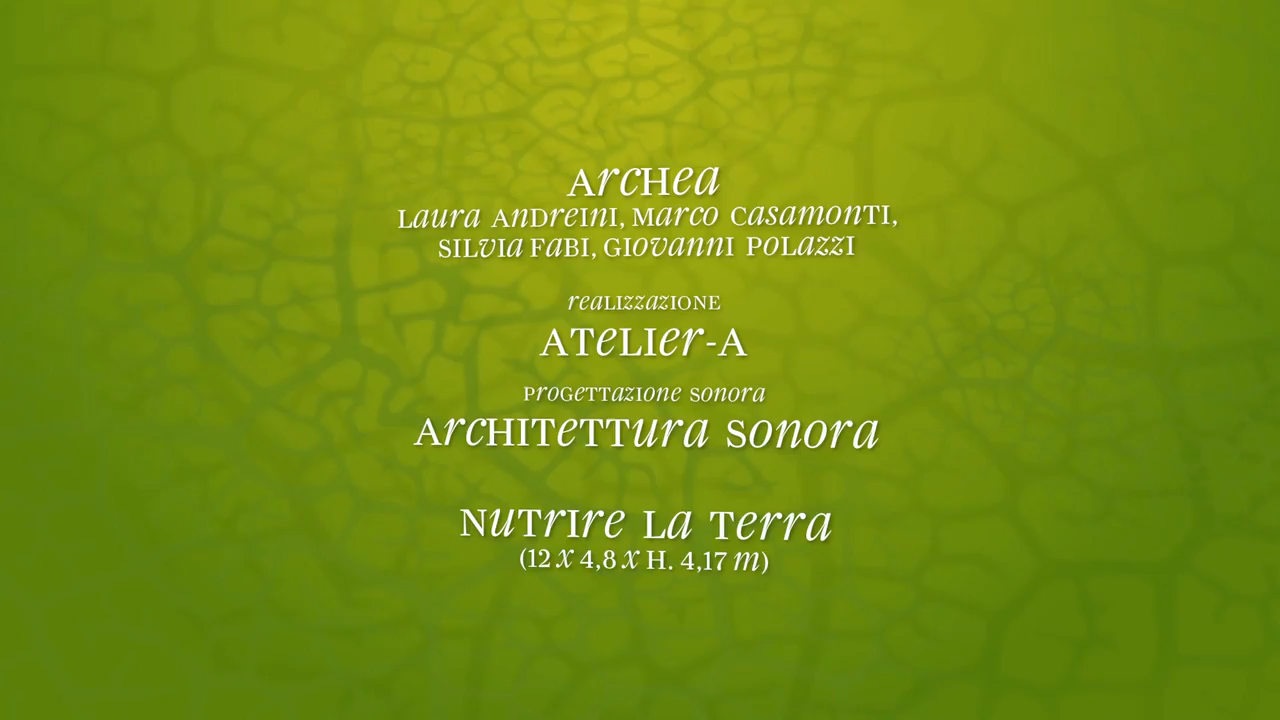 Archea
Laura Andreini, Marco Casamonti,
Silvia Fabi, Giovanni Polazzi
realizzazione
Atelier-A
progettazione sonora
Architettura Sonora
Nutrire La Terra
(12 x 4,8 x H. 4,17 m)